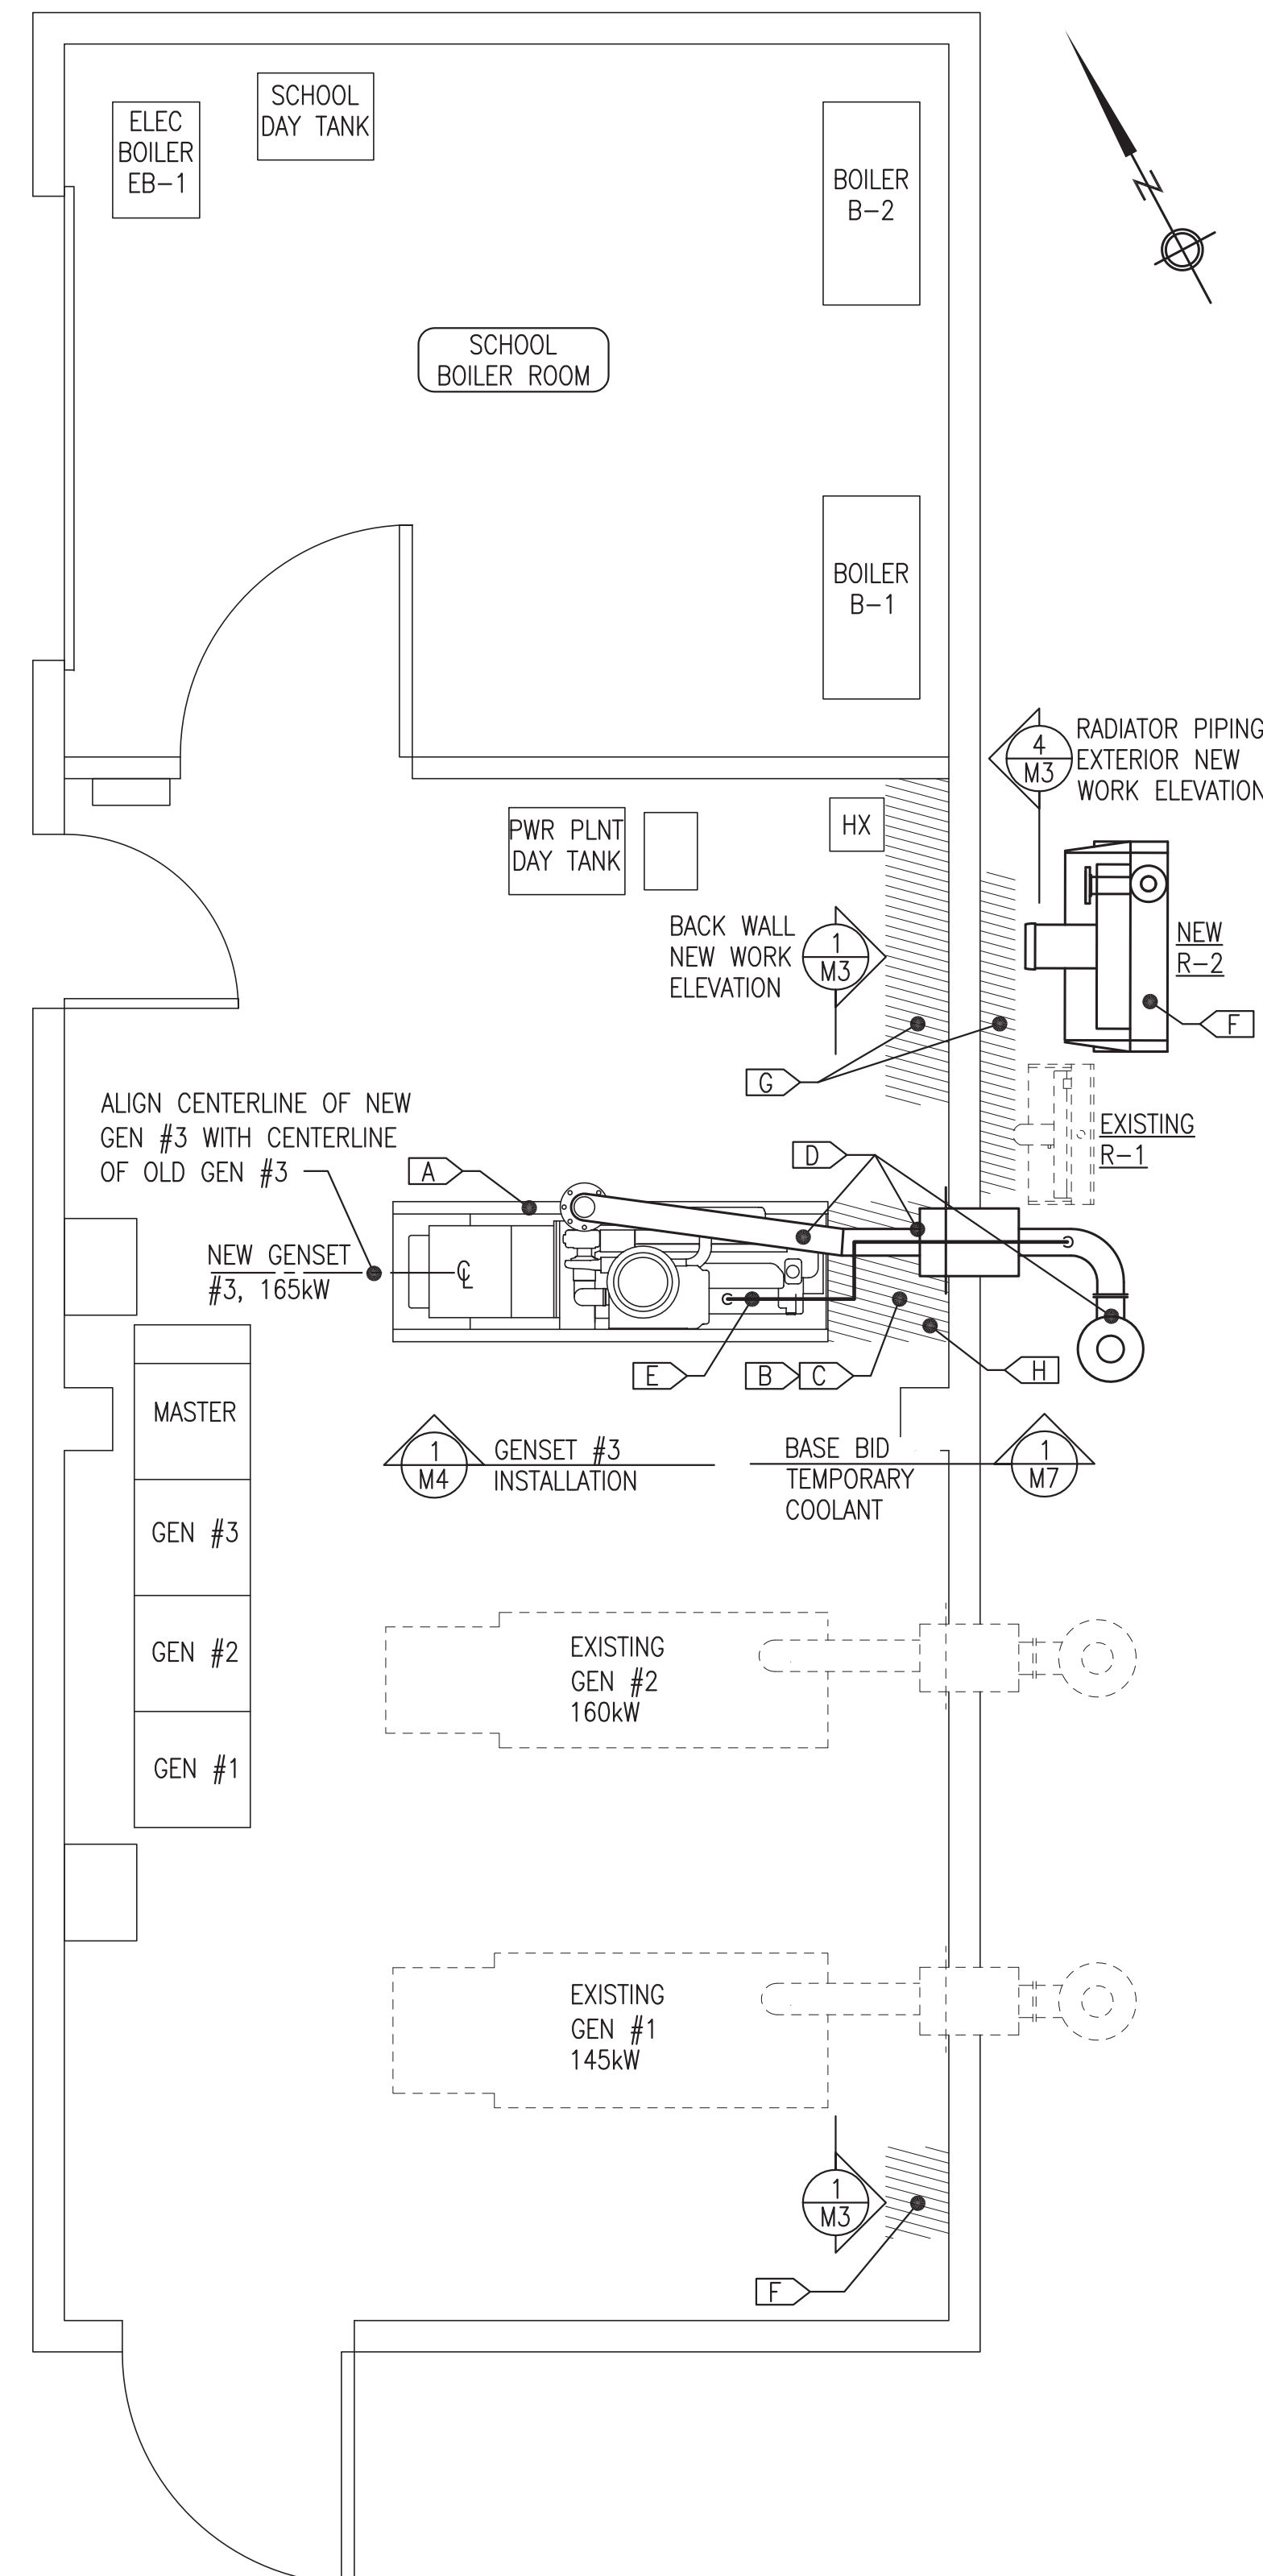 ELEC
BOILER
EB-1
SCHOOL
DAY TANK
BOILER
B-2
N
SCHOOL
BOILER ROOM
BOILER
B-1
4
M3
RADIATOR PIPING
EXTERIOR NEW
WORK ELEVATION
PWR PLNT
DAY TANK
HX
BACK WALL
NEW WORK
ELEVATION
1
M3
NEW
R-2
F
G
EXISTING
R-1
ALIGN CENTERLINE OF NEW
GEN #3 WITH CENTERLINE
OF OLD GEN #3
A
D
NEW GENSET
#3, 165kW
CL
E
B
C
H
MASTER
GEN #3
GEN #2
GEN #1
1
M4
GENSET #3
INSTALLATION
BASE BID
TEMPORARY
COOLANT
1
M7
EXISTING
GEN #2
160kW
EXISTING
GEN #1
145kW
1
M3
F